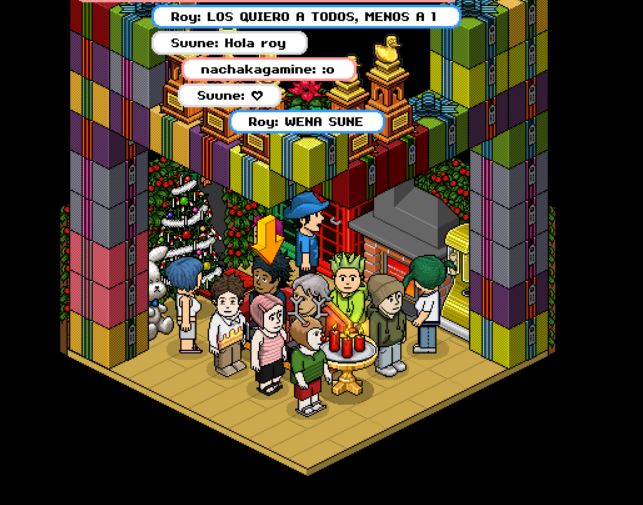 Roy: LOS QUIERO A TODOS, MENOS A 1
Suune: Hola roy
nachakagamine: :o
Suune: ♥
Roy: WENA SUNE